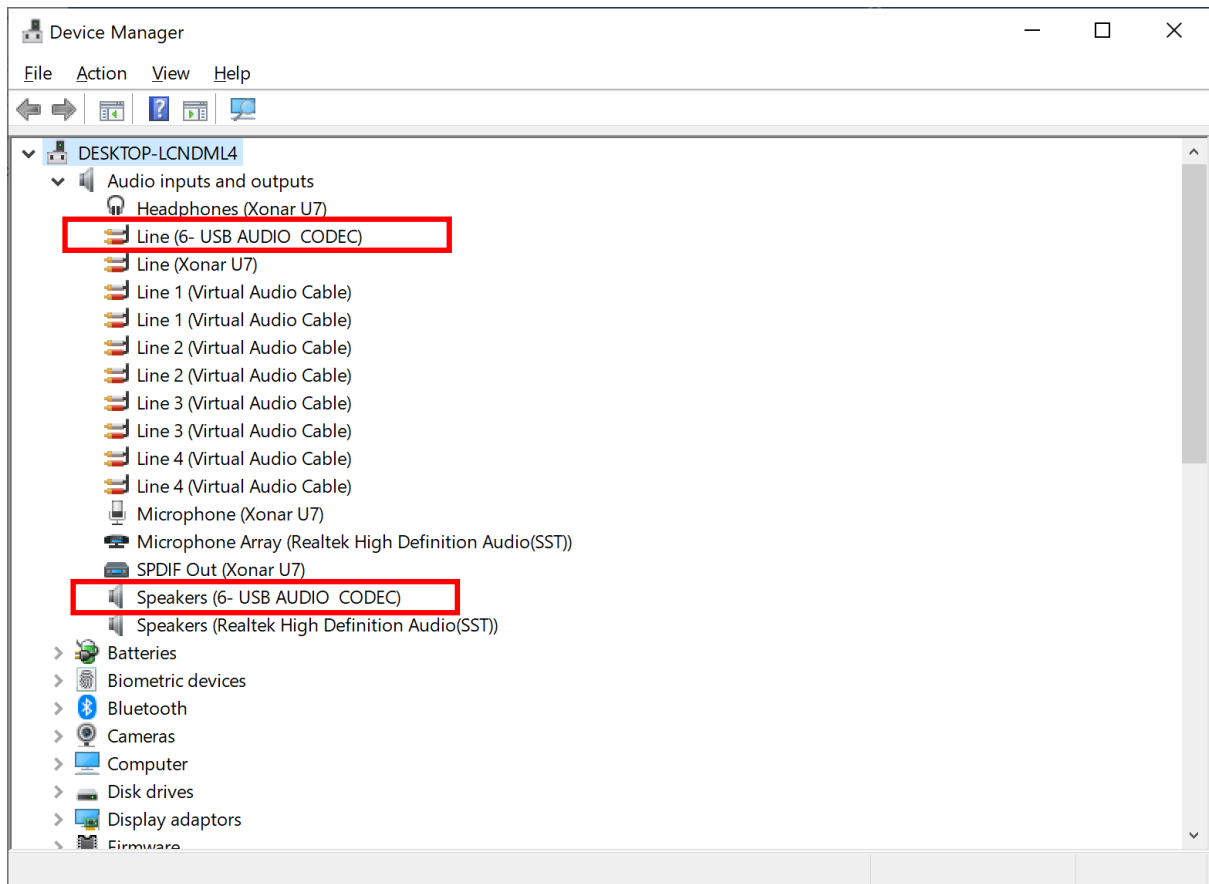 Device Manager
File Action View Help
DESKTOP-LCNDML4
Audio inputs and outputs
Headphones (Xonar U7)
Line (6- USB AUDIO  CODEC)
Line (Xonar U7)
Line 1 (Virtual Audio Cable)
Line 1 (Virtual Audio Cable)
Line 2 (Virtual Audio Cable)
Line 2 (Virtual Audio Cable)
Line 3 (Virtual Audio Cable)
Line 3 (Virtual Audio Cable)
Line 4 (Virtual Audio Cable)
Line 4 (Virtual Audio Cable)
Microphone (Xonar U7)
Microphone Array (Realtek High Definition Audio(SST))
SPDIF Out (Xonar U7)
Speakers (6- USB AUDIO  CODEC)
Speakers (Realtek High Definition Audio(SST))
Batteries
Biometric devices
Bluetooth
Cameras
Computer
Disk drives
Display adaptors
Firmware